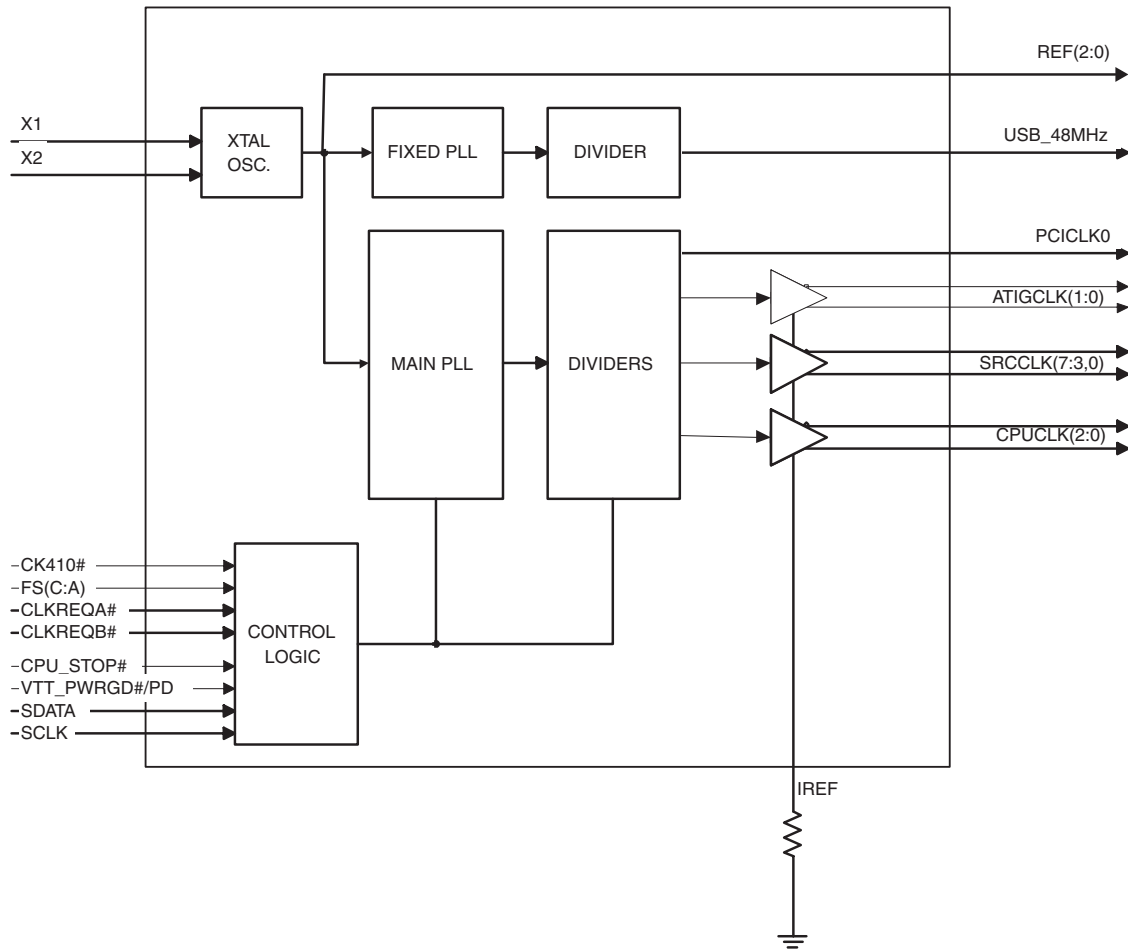 REF(2:0)
X1
XTAL
OSC.
FIXED PLL
DIVIDER
USB_48MHz
X2
PCICLK0
ATIGCLK(1:0)
MAIN PLL
DIVIDERS
SRCCLK(7:3,0)
CPUCLK(2:0)
CK410#
FS(C:A)
CLKREQA#
CLKREQB#
CONTROL
LOGIC
CPU_STOP#
VTT_PWRGD#/PD
SDATA
SCLK
IREF